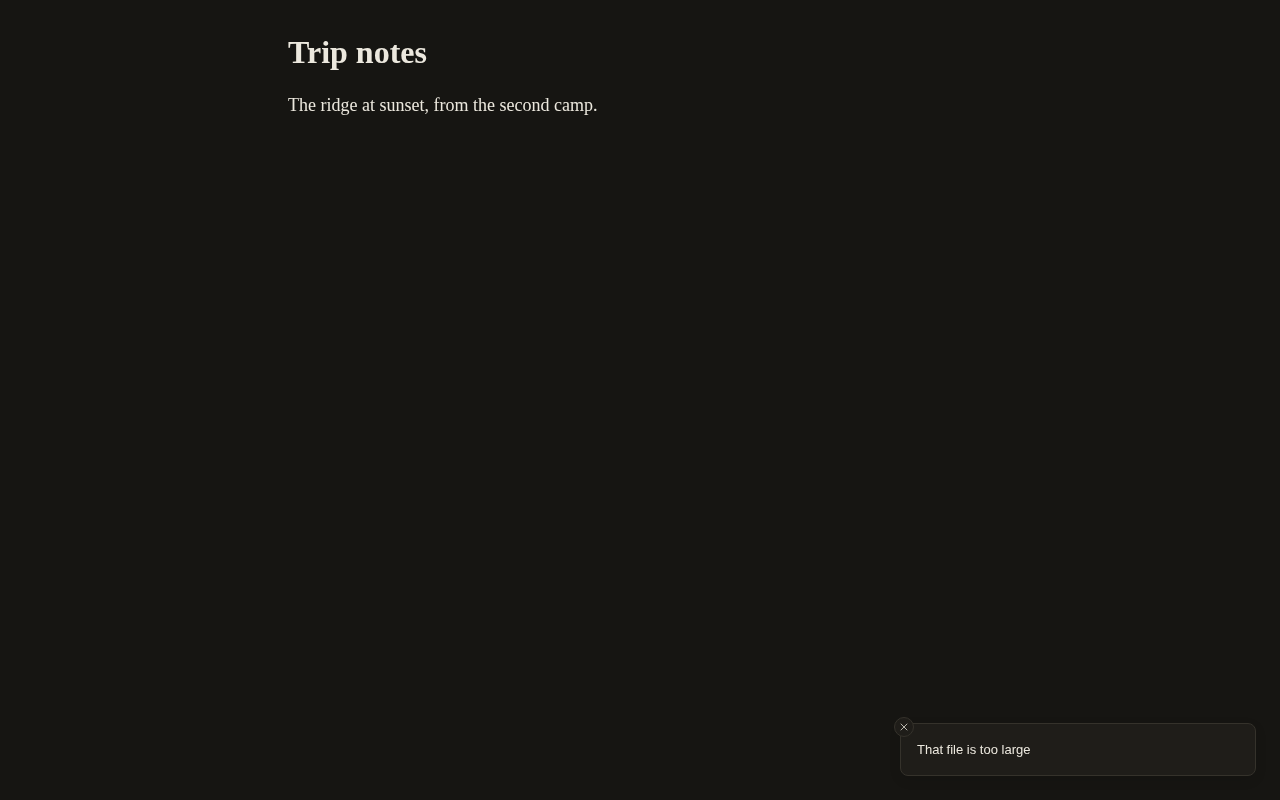 Trip notes
The ridge at sunset, from the second camp.
That file is too large